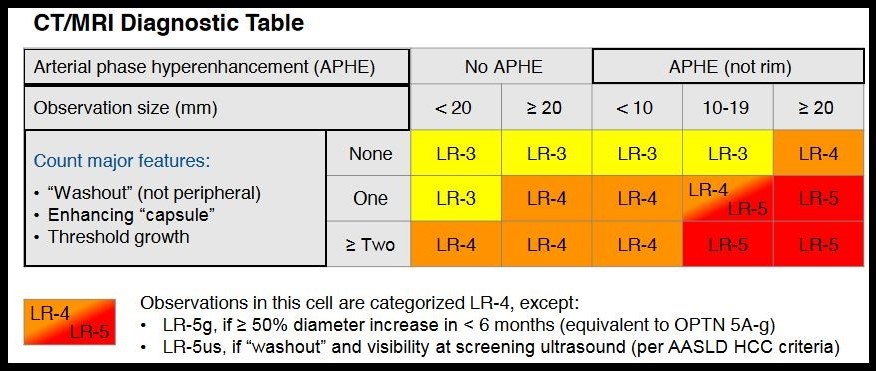 CT/MRI Diagnostic Table
Arterial phase hyperenhancement (APHE) No APHE APHE (not rim)
Observation size (mm) < 20 ≥ 20 < 10 10-19 ≥ 20
Count major features:
• “Washout” (not peripheral)
• Enhancing “capsule”
• Threshold growth
None LR-3 LR-3 LR-3 LR-3 LR-4
One LR-3 LR-4 LR-4 LR-4 LR-5 LR-5
≥ Two LR-4 LR-4 LR-4 LR-5 LR-5
LR-4 LR-5
Observations in this cell are categorized LR-4, except:
• LR-5g, if ≥ 50% diameter increase in < 6 months (equivalent to OPTN 5A-g)
• LR-5us, if “washout” and visibility at screening ultrasound (per AASLD HCC criteria)